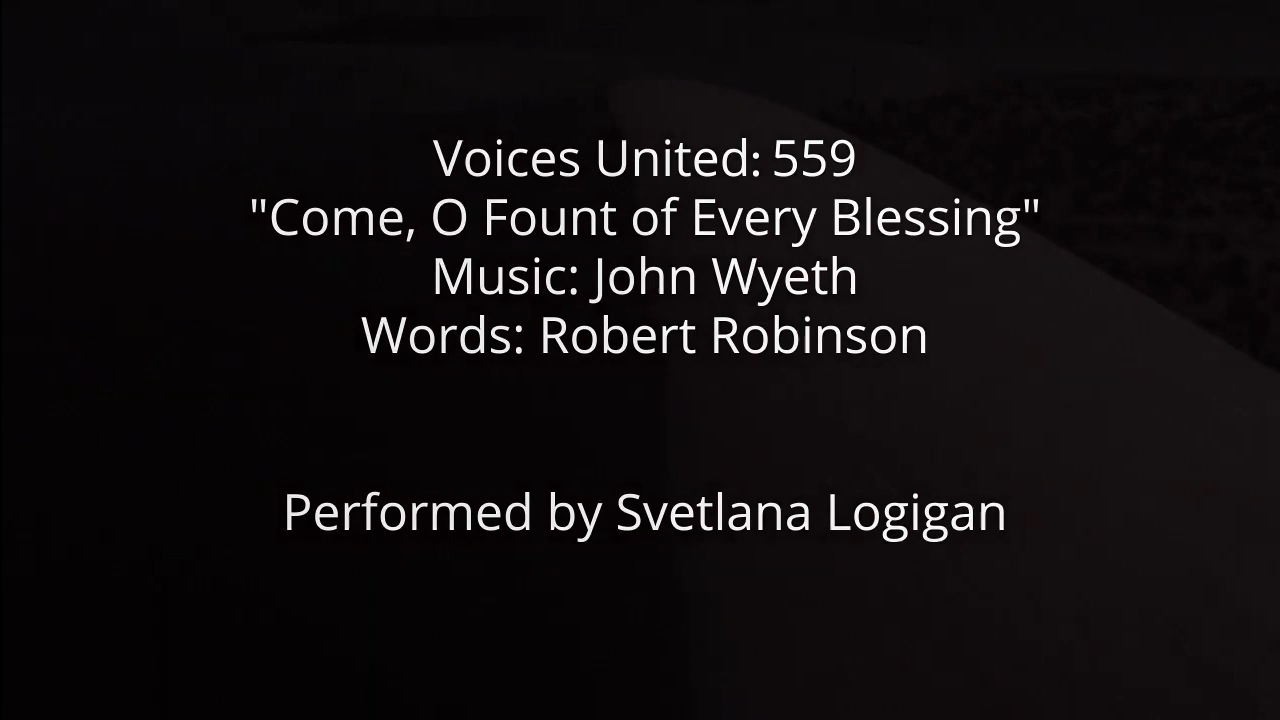 Voices United: 559
"Come, O Fount of Every Blessing"
Music: John Wyeth
Words: Robert Robinson
Performed by Svetlana Logigan